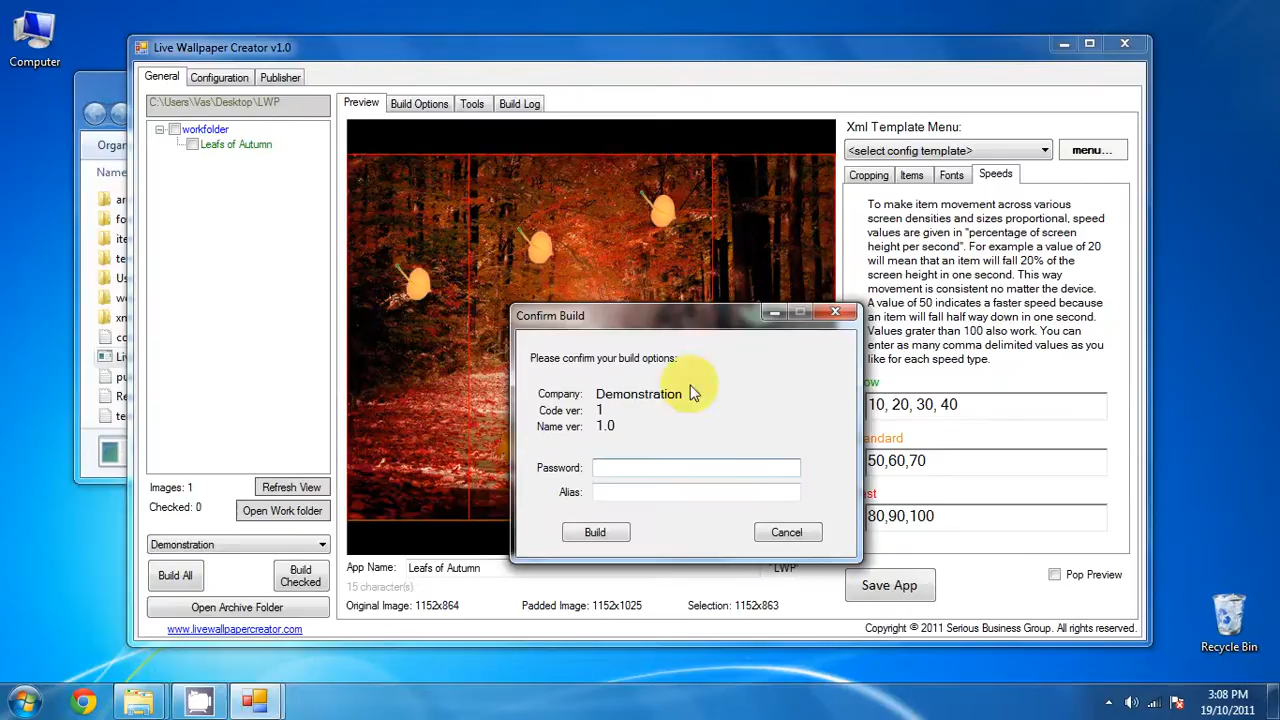 Computer
Live Wallpaper Creator v1.0
General Configuration Publisher
C:\Users\Vas\Desktop\LWP
workfolder
Leafs of Autumn
Preview Build Options Tools Build Log
Xml Template Menu:
<select config template> menu...
Cropping Items Fonts Speeds
To make item movement across various
screen densities and sizes proportional, speed
values are given in "percentage of screen
height per second". For example a value of 20
will mean that an item will fall 20% of the
screen height in one second. This way
movement is consistent no matter the device.
A value of 50 indicates a faster speed because
an item will fall half way down in one second.
Values grater than 100 also work. You can
enter as many comma delimited values as you
like for each speed type.
10, 20, 30, 40
50,60,70
80,90,100
Organ
Name
Confirm Build
Please confirm your build options:
Company: Demonstration
Code ver: 1
Name ver: 1.0
Password:
Alias:
Build Cancel
Images: 1 Refresh View
Checked: 0 Open Work folder
Demonstration
Build All Build Checked
Open Archive Folder
www.livewallpapercreator.com
App Name: Leafs of Autumn LWP"
15 character(s)
Original Image: 1152x864 Padded Image: 1152x1025 Selection: 1152x863
Save App Pop Preview
Copyright © 2011 Serious Business Group. All rights reserved.
Recycle Bin
3:08 PM
19/10/2011